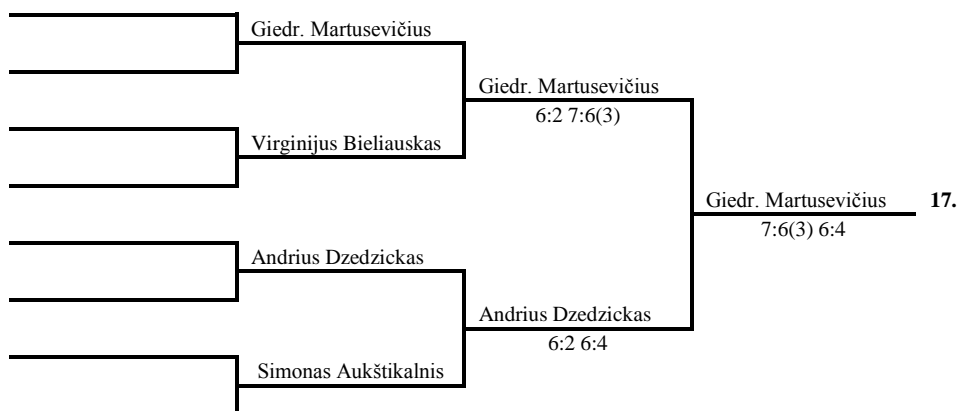 Giedr. Martusevičius
Giedr. Martusevičius
6:2 7:6(3)
Virginijus Bieliauskas
Giedr. Martusevičius 17.
7:6(3) 6:4
Andrius Dzedzickas
Andrius Dzedzickas
6:2 6:4
Simonas Aukštikalnis